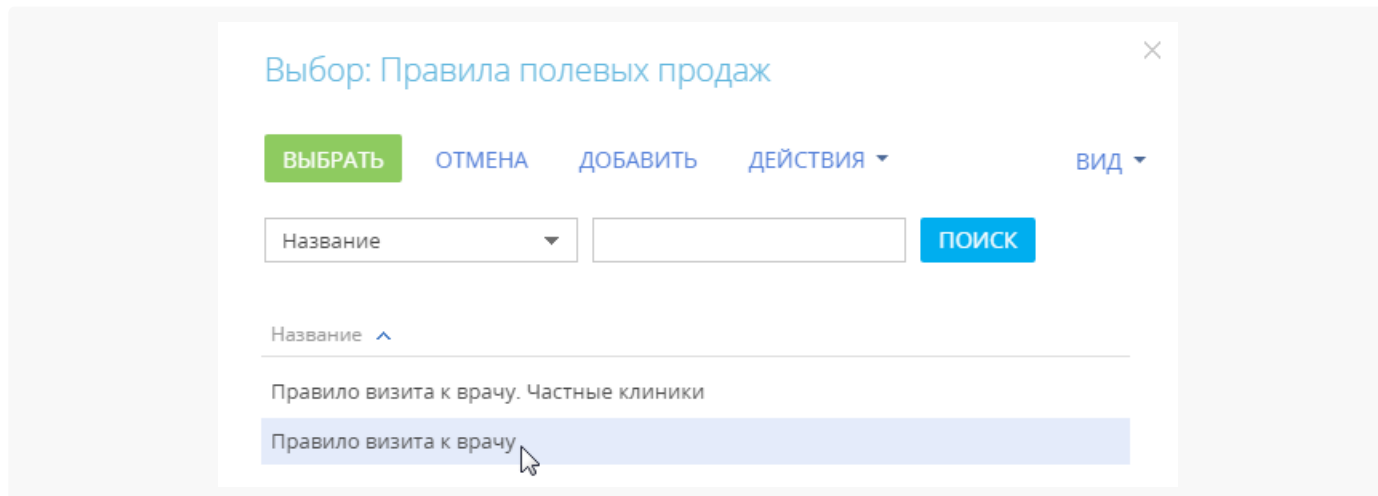 Выбор: Правила полевых продаж
ВЫБРАТЬ ОТМЕНА ДОБАВИТЬ ДЕЙСТВИЯ ВИД
Название ПОИСК
Название
Правило визита к врачу. Частные клиники
Правило визита к врачу